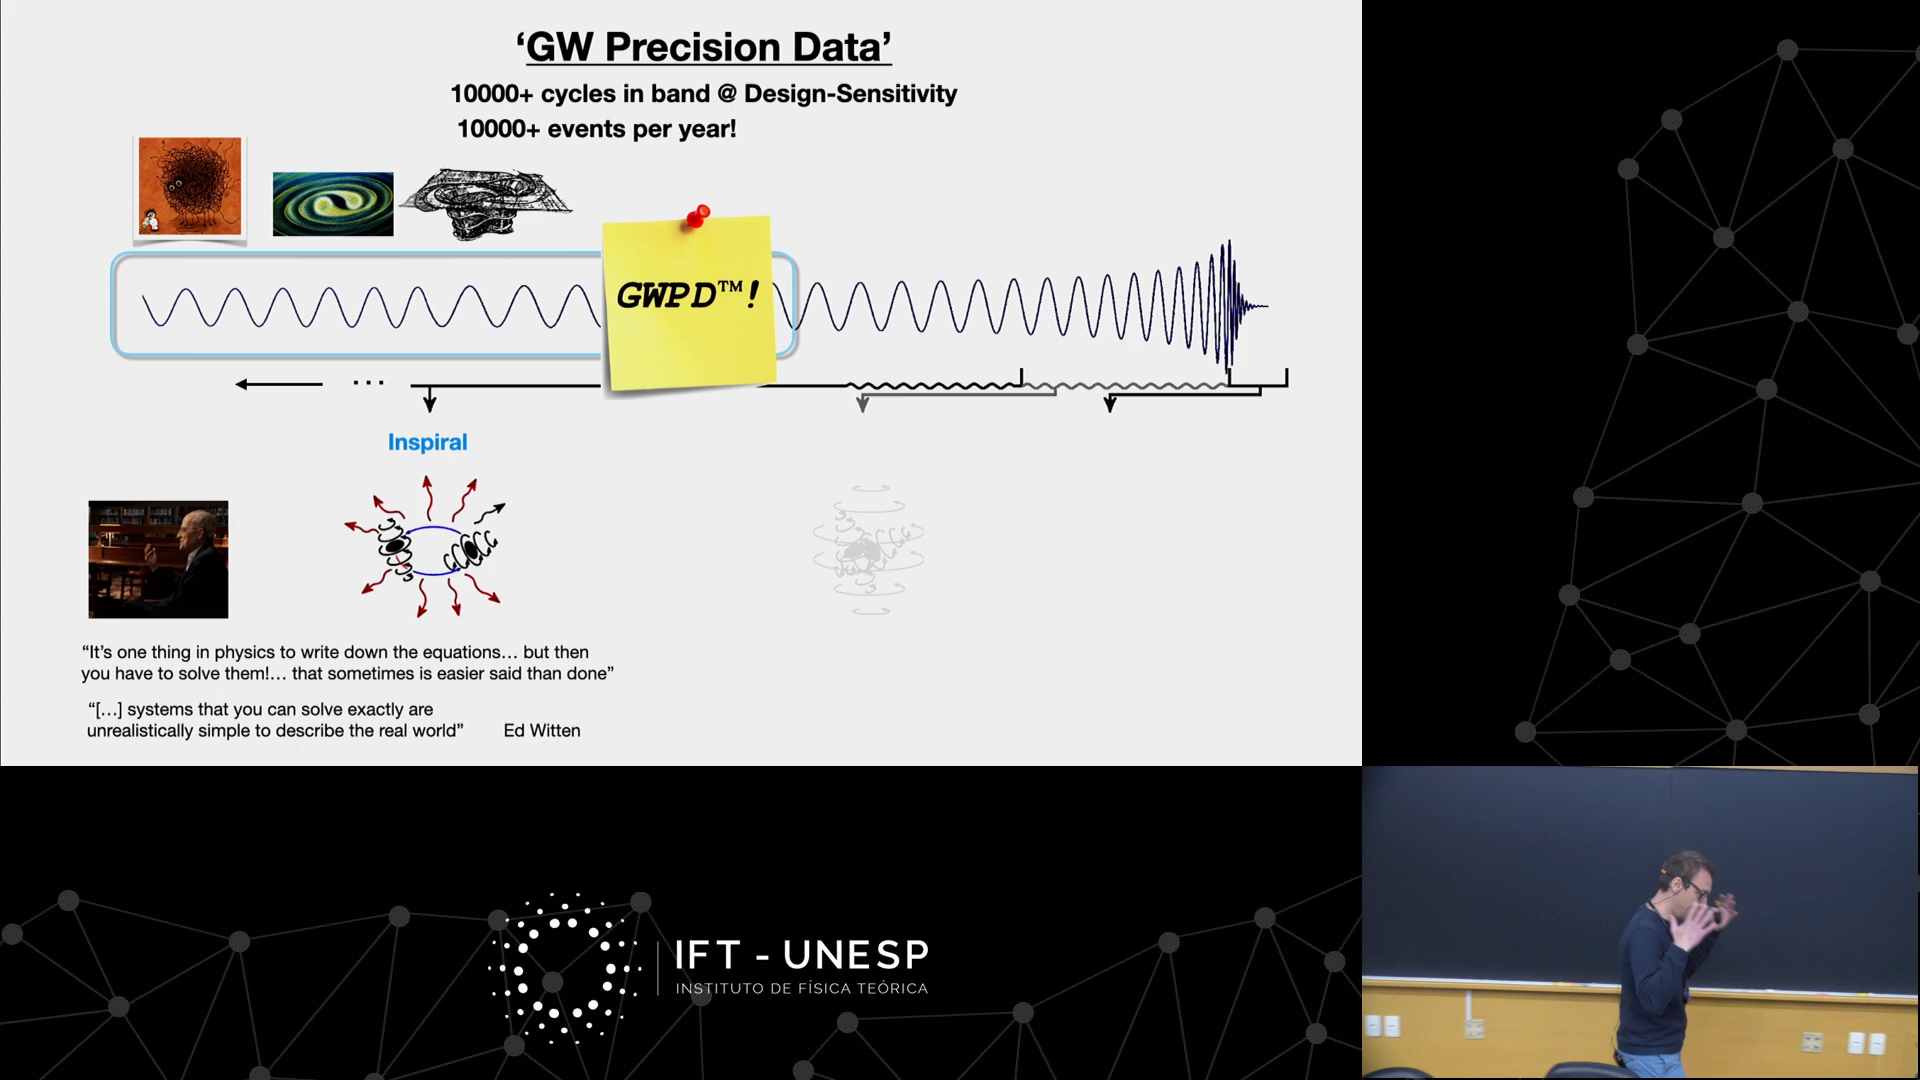 ‘GW Precision Data’
10000+ cycles in band @ Design-Sensitivity
10000+ events per year!
GWPD™!
Inspiral
“It’s one thing in physics to write down the equations… but then
you have to solve them!… that sometimes is easier said than done”
“[…] systems that you can solve exactly are
unrealistically simple to describe the real world” Ed Witten
IFT - UNESP
INSTITUTO DE FÍSICA TEÓRICA